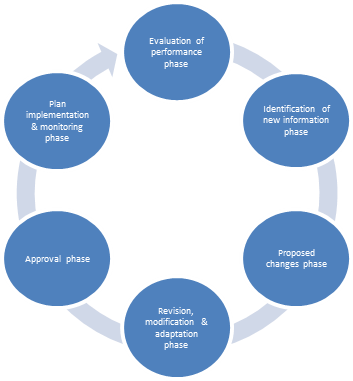 Evaluation of
performance
phase
Identification of
new information
phase
Proposed
changes phase
Revision,
modification &
adaptation
phase
Approval phase
Plan
implementation
& monitoring
phase